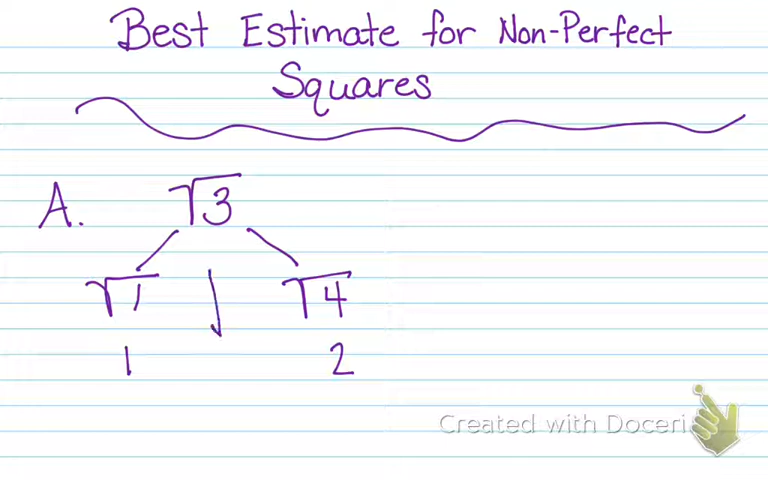 Best Estimate for Non-Perfect
Squares
A. √3
√1 √4
1 2
Created with Doceri